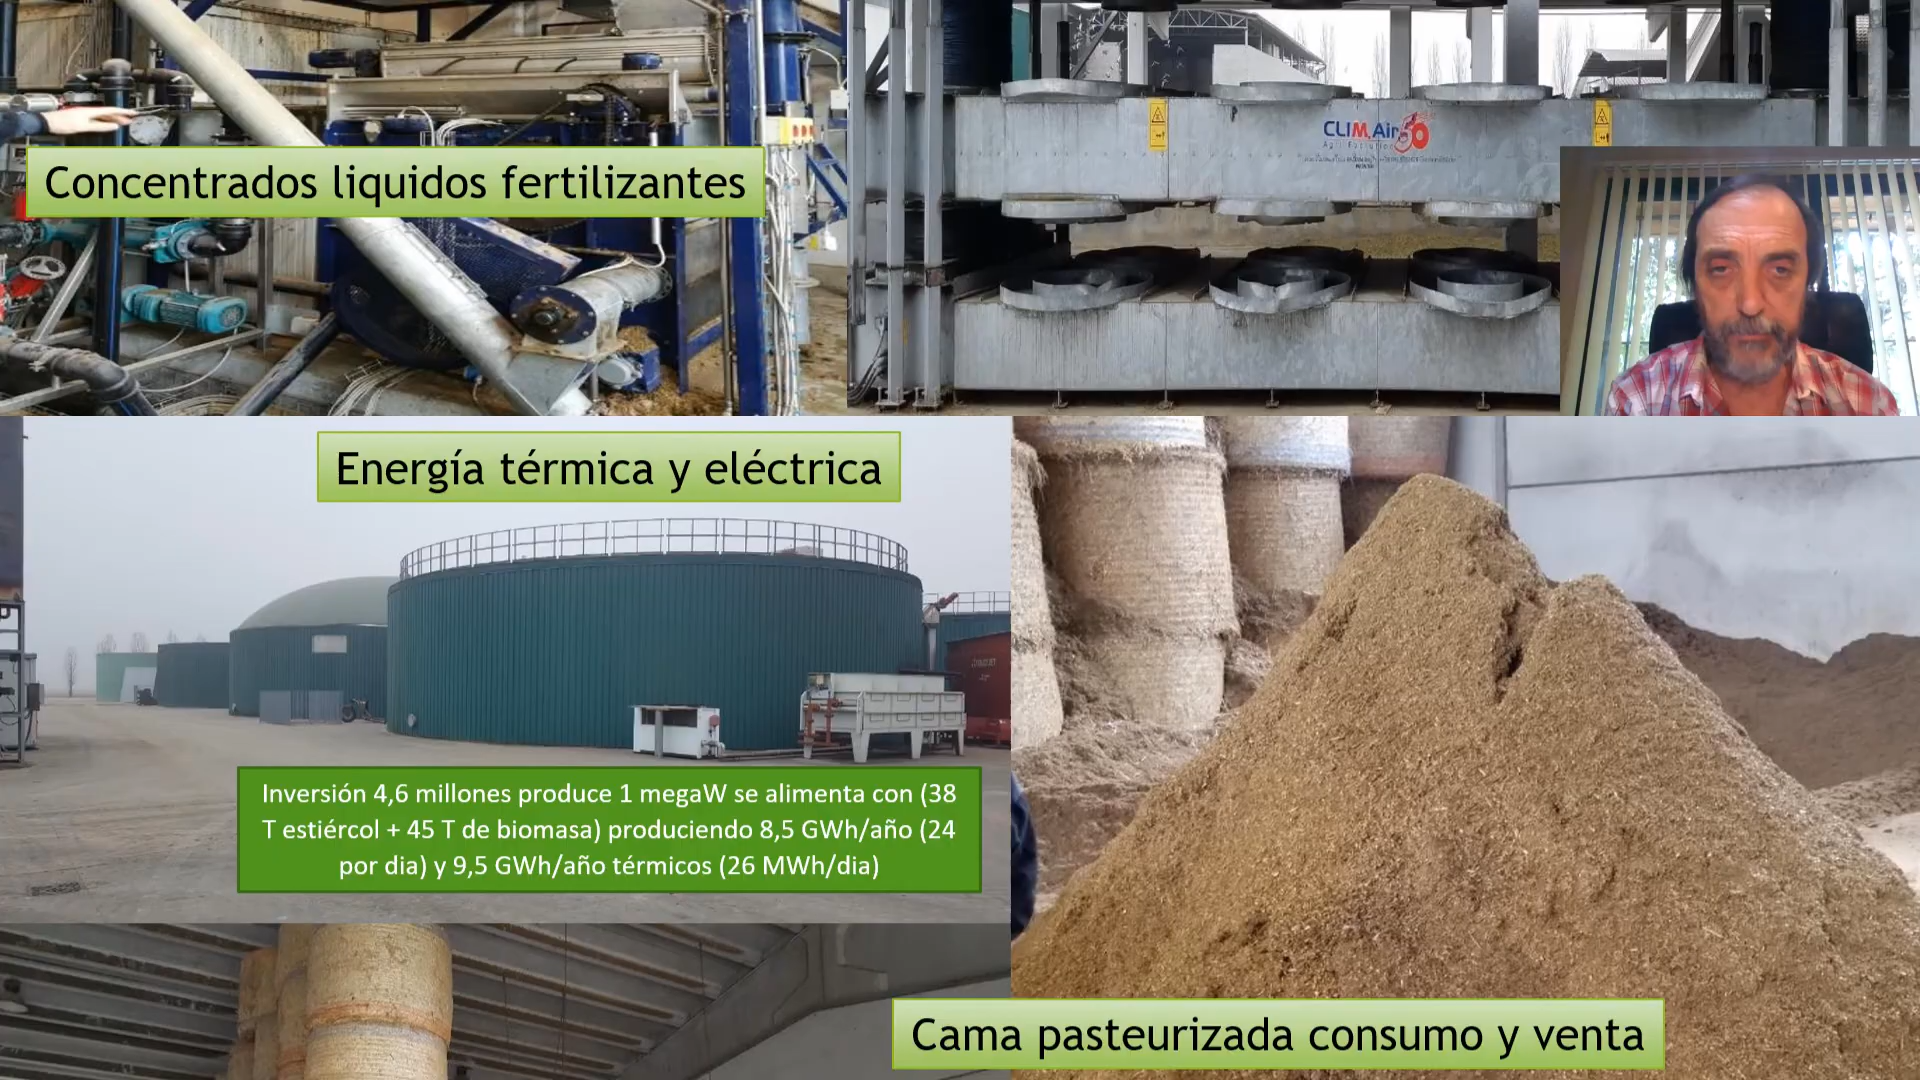 Concentrados liquidos fertilizantes
CLIM.Air 50
Energía térmica y eléctrica
Inversión 4,6 millones produce 1 megaW se alimenta con (38
T estiércol + 45 T de biomasa) produciendo 8,5 GWh/año (24
por dia) y 9,5 GWh/año térmicos (26 MWh/dia)
Cama pasteurizada consumo y venta